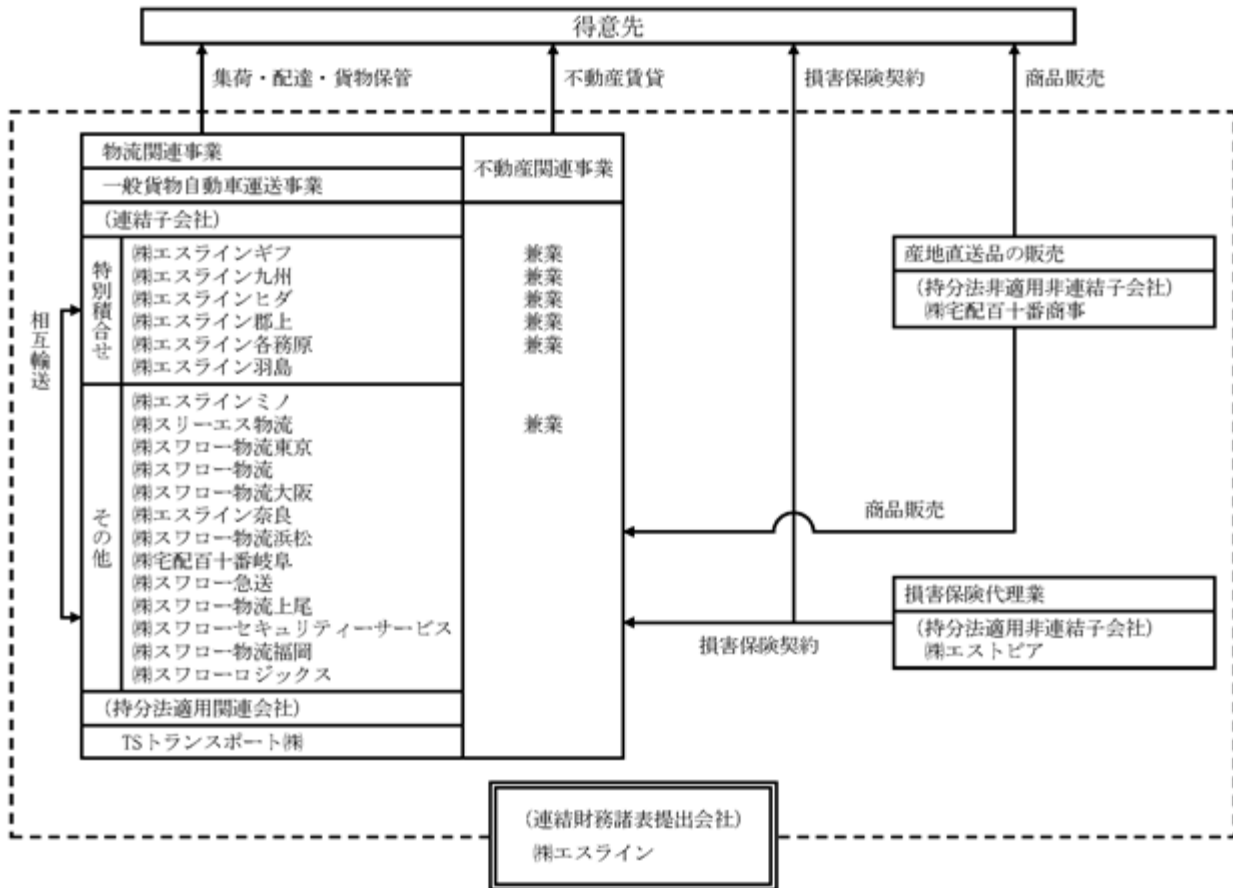 得意先
集荷・配達・貨物保管
不動産賃貸
損害保険契約
商品販売
物流関連事業
不動産関連事業
一般貨物自動車運送事業
(連結子会社)
特別積合せ
㈱エスラインギフ
兼業
㈱エスライン九州
兼業
㈱エスラインヒダ
兼業
㈱エスライン郡上
兼業
㈱エスライン各務原
兼業
㈱エスライン羽島
相互輸送
その他
㈱エスラインミノ
㈱スリーエス物流
兼業
㈱スワロー物流東京
㈱スワロー物流
㈱スワロー物流大阪
㈱エスライン奈良
㈱スワロー物流浜松
㈱宅配百十番岐阜
㈱スワロー急送
㈱スワロー物流上尾
㈱スワローセキュリティーサービス
㈱スワロー物流福岡
㈱スワローロジックス
(持分法適用関連会社)
TSトランスポート㈱
産地直送品の販売
(持分法非適用非連結子会社)
㈱宅配百十番商事
商品販売
損害保険代理業
(持分法適用非連結子会社)
㈱エストピア
損害保険契約
(連結財務諸表提出会社)
㈱エスライン